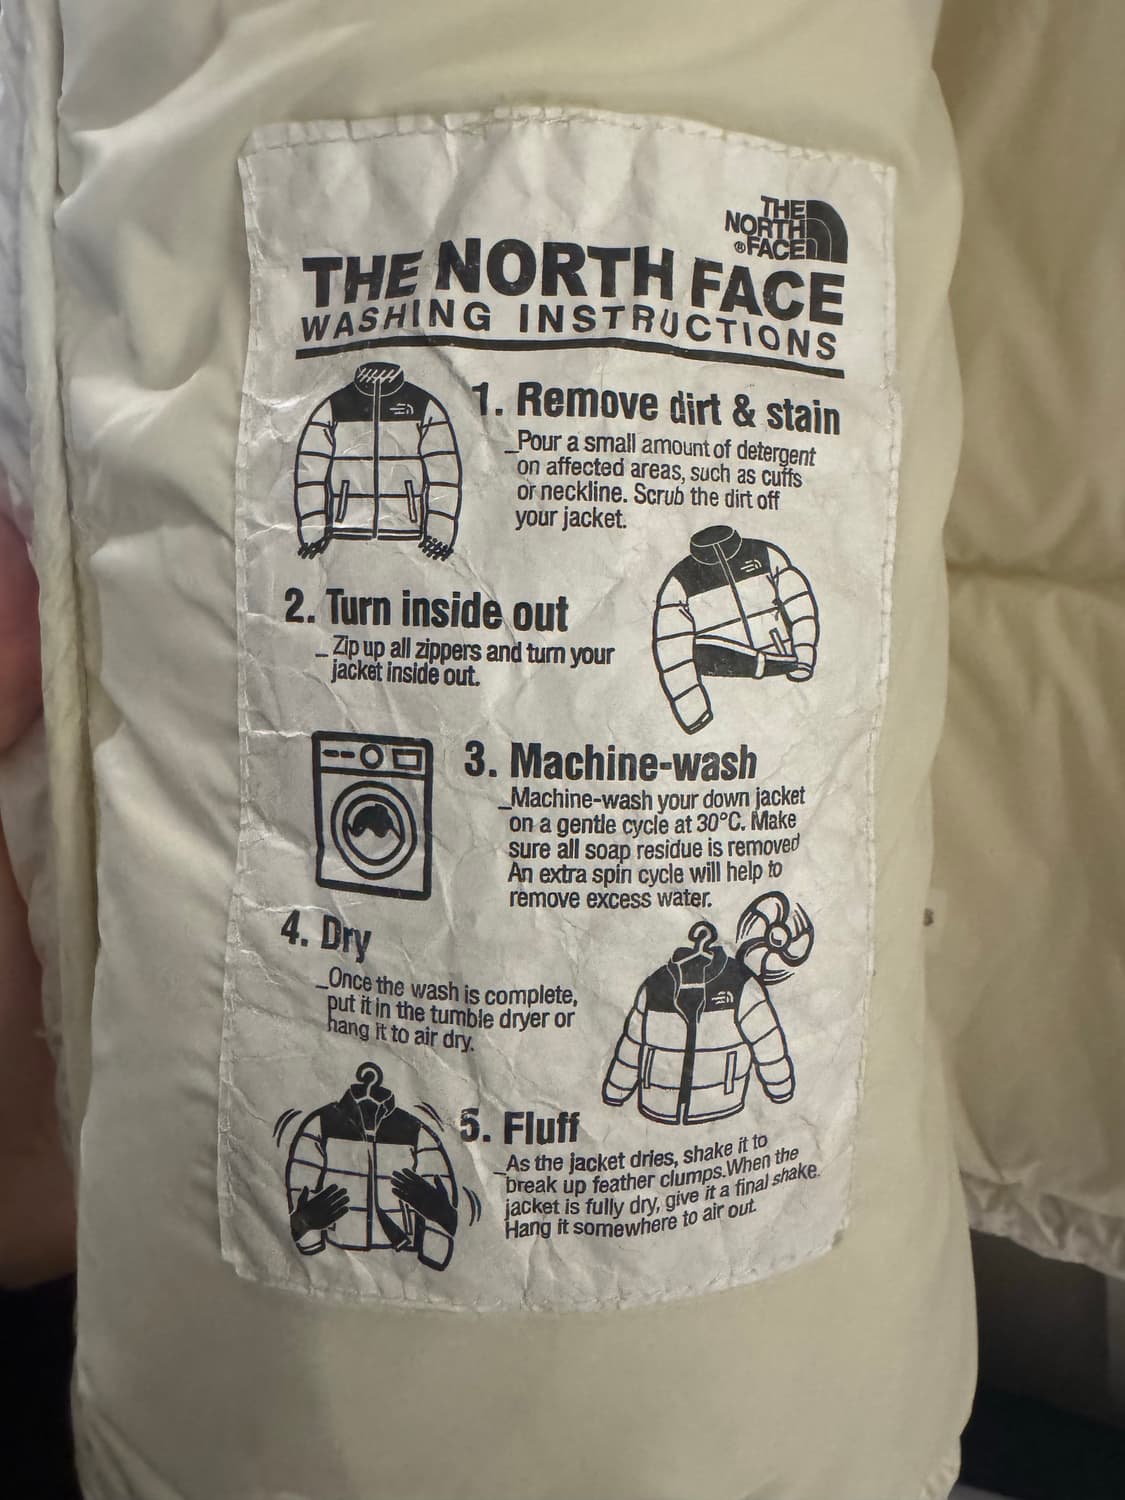 THE
NORTH
®FACE
THE NORTH FACE
WASHING INSTRUCTIONS
1. Remove dirt & stain
_Pour a small amount of detergent
on affected areas, such as cuffs
or neckline. Scrub the dirt off
your jacket.
2. Turn inside out
_ Zip up all zippers and turn your
jacket inside out.
3. Machine-wash
_Machine-wash your down jacket
on a gentle cycle at 30°C. Make
sure all soap residue is removed
An extra spin cycle will help to
remove excess water.
4. Dry
_Once the wash is complete,
put it in the tumble dryer or
hang it to air dry.
5. Fluff
_As the jacket dries, shake it to
break up feather clumps.When the
jacket is fully dry, give it a final shake.
Hang it somewhere to air out.